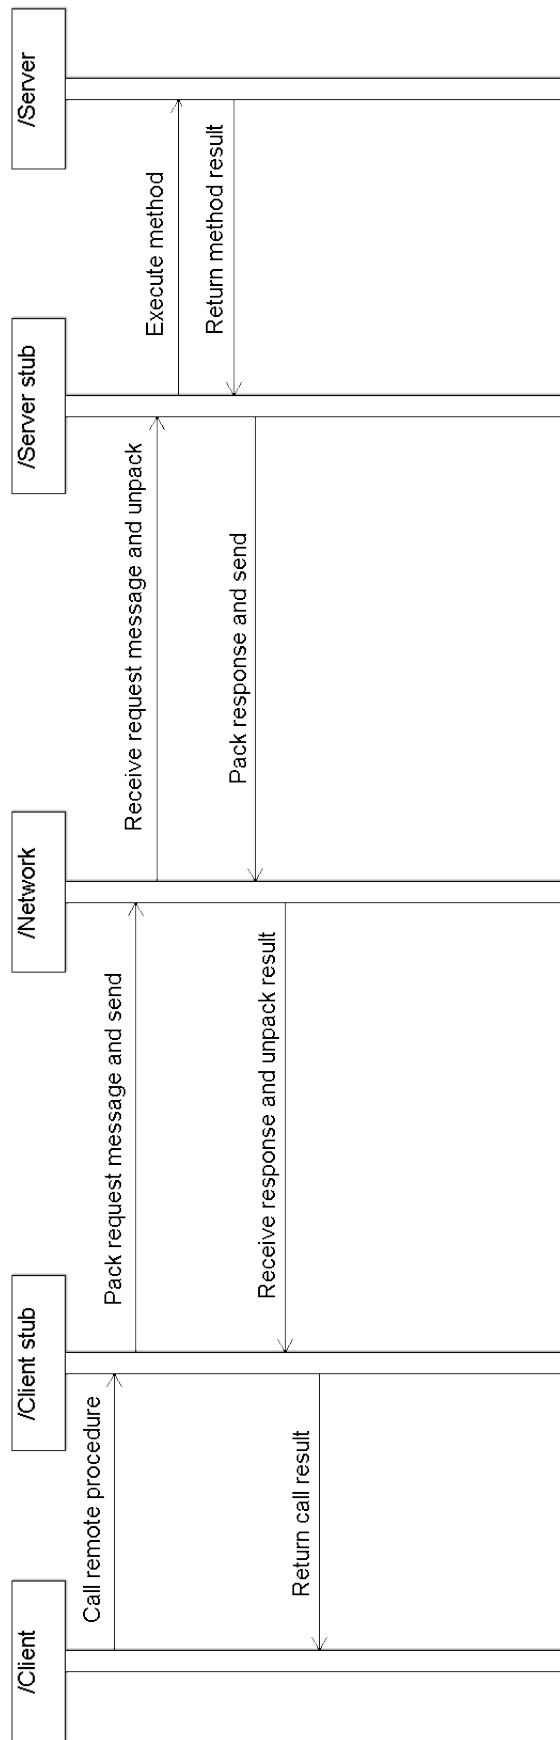 /Client
/Client stub
/Network
/Server stub
/Server
Call remote procedure
Pack request message and send
Receive request message and unpack
Execute method
Return method result
Pack response and send
Receive response and unpack result
Return call result